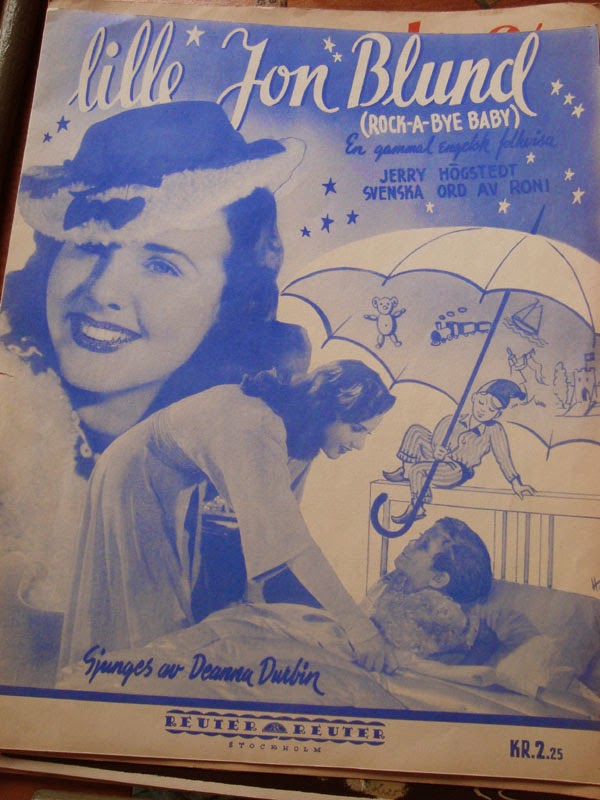 lille Jon Blund
(ROCK-A-BYE BABY)
En gammal engelsk folkvisa
JERRY HÖGSTEDT
SVENSKA ORD AV RONI
Sjunges av Deanna Durbin
REUTER & REUTER
STOCKHOLM
KR. 2.25